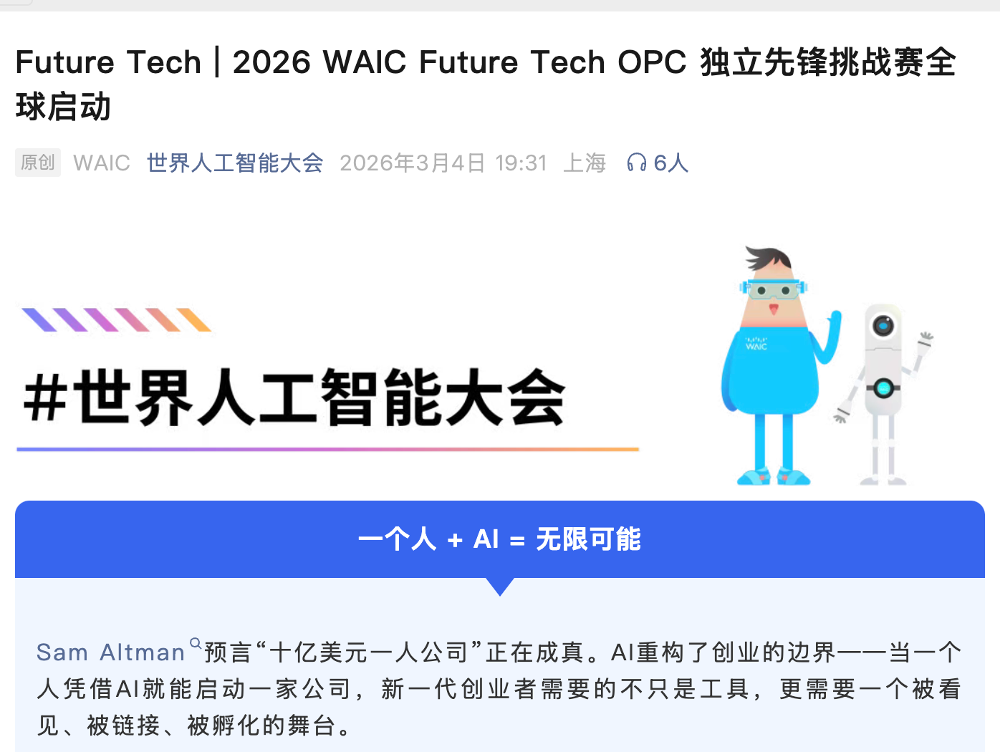 Future Tech | 2026 WAIC Future Tech OPC 独立先锋挑战赛全
球启动
原创 WAIC 世界人工智能大会 2026年3月4日 19:31 上海 6人
WAIC
#世界人工智能大会
一个人 + AI = 无限可能
Sam Altman预言“十亿美元一人公司”正在成真。AI重构了创业的边界——当一个
人凭借AI就能启动一家公司，新一代创业者需要的不只是工具，更需要一个被看
见、被链接、被孵化的舞台。